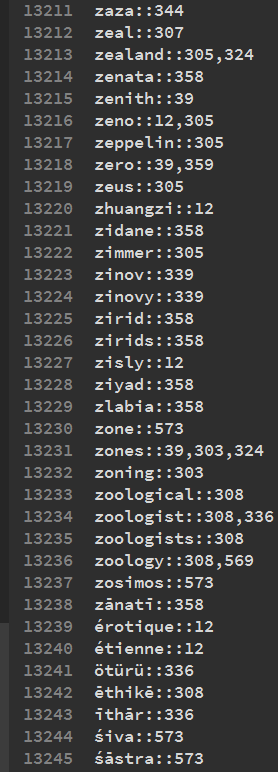 13211 zaza::344
13212 zeal::307
13213 zealand::305,324
13214 zenata::358
13215 zenith::39
13216 zeno::12,305
13217 zeppelin::305
13218 zero::39,359
13219 zeus::305
13220 zhuangzi::12
13221 zidane::358
13222 zimmer::305
13223 zinov::339
13224 zinovy::339
13225 zirid::358
13226 zirids::358
13227 zisly::12
13228 ziyad::358
13229 zlabia::358
13230 zone::573
13231 zones::39,303,324
13232 zoning::303
13233 zoological::308
13234 zoologist::308,336
13235 zoologists::308
13236 zoology::308,569
13237 zosimos::573
13238 zānatī::358
13239 érotique::12
13240 étienne::12
13241 ötürü::336
13242 ēthikē::308
13243 īthār::336
13244 śiva::573
13245 śāstra::573